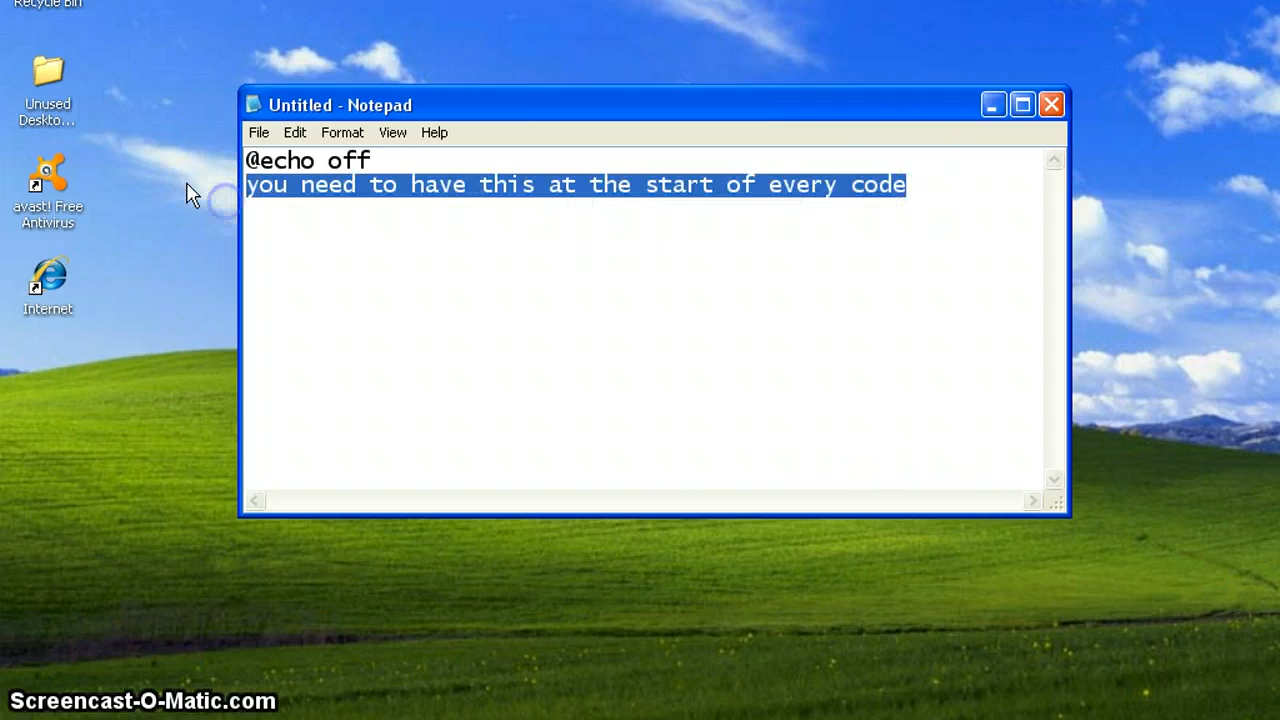 Recycle Bin
Unused
Deskto...
avast! Free
Antivirus
Internet
Untitled - Notepad
File Edit Format View Help
@echo off
you need to have this at the start of every code
Screencast-O-Matic.com